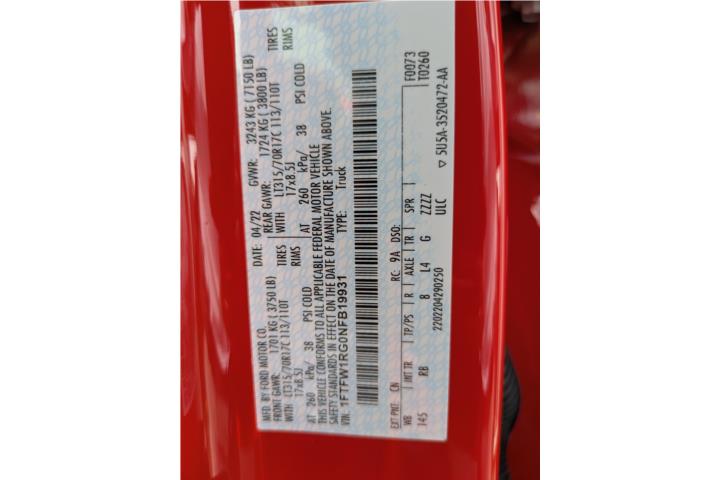 MFD. BY FORD MOTOR CO. DATE: 04/22 GVWR: 3243 KG ( 7150 LB)
FRONT GAWR: 1701 KG ( 3750 LB) REAR GAWR: 1724 KG ( 3800 LB)
WITH LT315/70R17C 113/110T TIRES WITH LT315/70R17C 113/110T TIRES
17x8.5J RIMS 17x8.5J RIMS
AT 260 kPa/ 38 PSI COLD AT 260 kPa/ 38 PSI COLD
THIS VEHICLE CONFORMS TO ALL APPLICABLE FEDERAL MOTOR VEHICLE
SAFETY STANDARDS IN EFFECT ON THE DATE OF MANUFACTURE SHOWN ABOVE.
VIN: 1FTFW1RG0NFB19931 TYPE: Truck
EXT PNT: CN RC: 9A DSO: F0073
WB INT TR TP/PS R AXLE TR SPR T0260
145 RB 8 L4 G ZZZZ
ULC
2202204290250 5U5A-3520472-AA